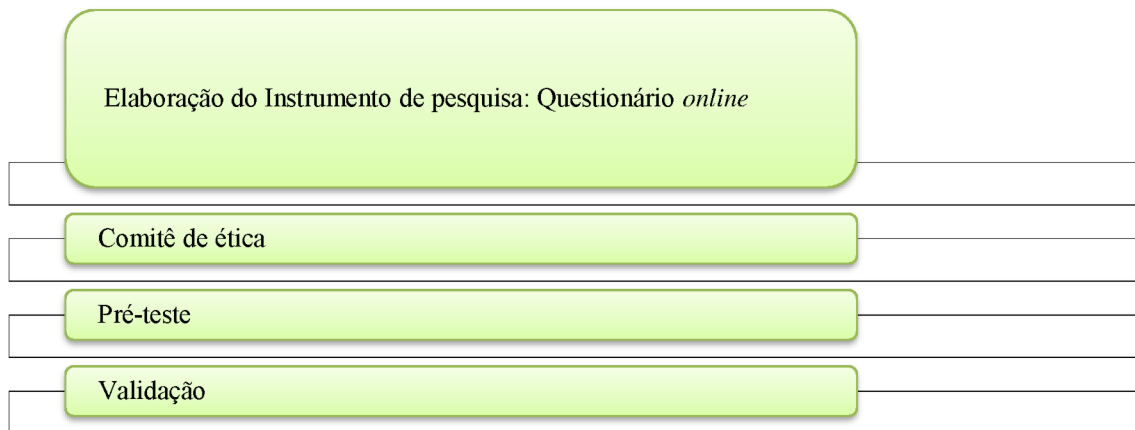 Elaboração do Instrumento de pesquisa: Questionário online
Comitê de ética
Pré-teste
Validação